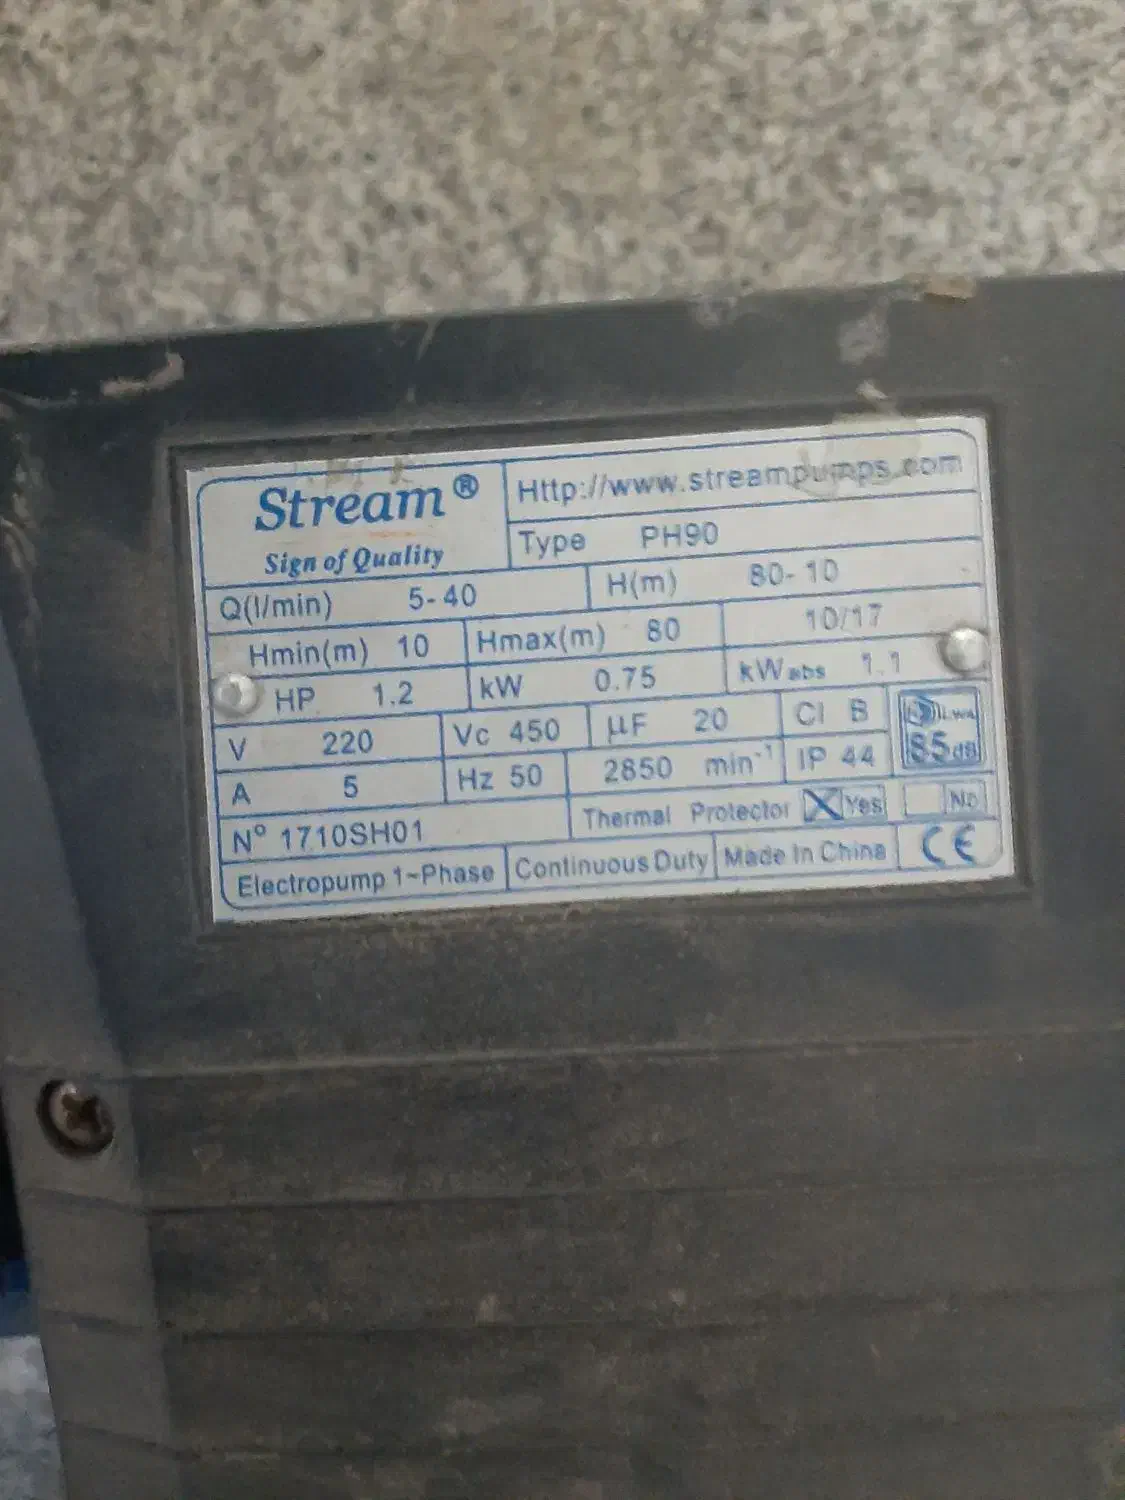 Stream ®
Sign of Quality
Http://www.streampumps.com
Type PH90
Q(l/min) 5-40 H(m) 80-10
Hmin(m) 10 Hmax(m) 80 10/17
HP 1.2 kW 0.75 kW abs 1.1
V 220 Vc 450 µF 20 Cl B
A 5 Hz 50 2850 min⁻¹ IP 44
LWA
85dB
Nº 1710SH01 Thermal Protector X Yes No
Electropump 1~Phase Continuous Duty Made In China CE